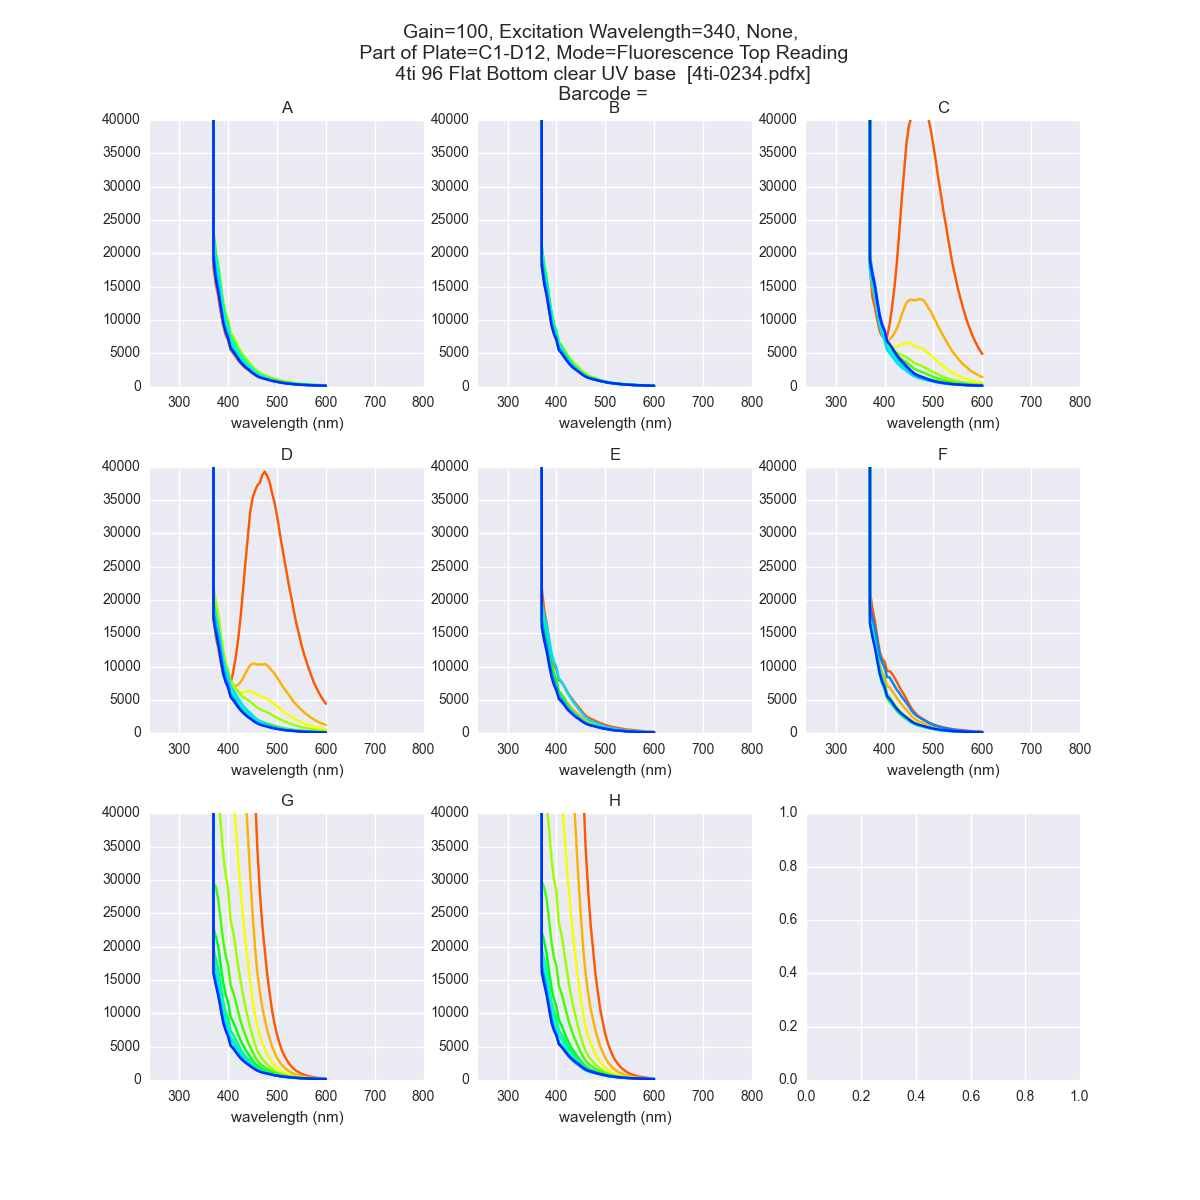 Gain=100, Excitation Wavelength=340, None,
Part of Plate=C1-D12, Mode=Fluorescence Top Reading
4ti 96 Flat Bottom clear UV base  [4ti-0234.pdfx]
Barcode =
A B C
40000 40000 40000
35000 35000 35000
30000 30000 30000
25000 25000 25000
20000 20000 20000
15000 15000 15000
10000 10000 10000
5000 5000 5000
0 0 0
300 400 500 600 700 800 300 400 500 600 700 800 300 400 500 600 700 800
wavelength (nm) wavelength (nm) wavelength (nm)
D E F
40000 40000 40000
35000 35000 35000
30000 30000 30000
25000 25000 25000
20000 20000 20000
15000 15000 15000
10000 10000 10000
5000 5000 5000
0 0 0
300 400 500 600 700 800 300 400 500 600 700 800 300 400 500 600 700 800
wavelength (nm) wavelength (nm) wavelength (nm)
G H
40000 40000 1.0
35000 35000
30000 30000 0.8
25000 25000
20000 20000 0.6
15000 15000 0.4
10000 10000
5000 5000 0.2
0 0 0.0
300 400 500 600 700 800 300 400 500 600 700 800 0.0 0.2 0.4 0.6 0.8 1.0
wavelength (nm) wavelength (nm)